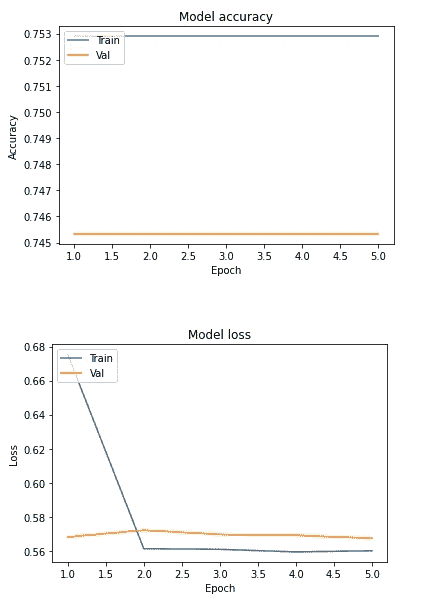 Model accuracy
0.753
0.752
0.751
0.750
0.749
0.748
0.747
0.746
0.745
Accuracy
Train
Val
1.0 1.5 2.0 2.5 3.0 3.5 4.0 4.5 5.0
Epoch
Model loss
0.68
0.66
0.64
0.62
0.60
0.58
0.56
Loss
Train
Val
1.0 1.5 2.0 2.5 3.0 3.5 4.0 4.5 5.0
Epoch